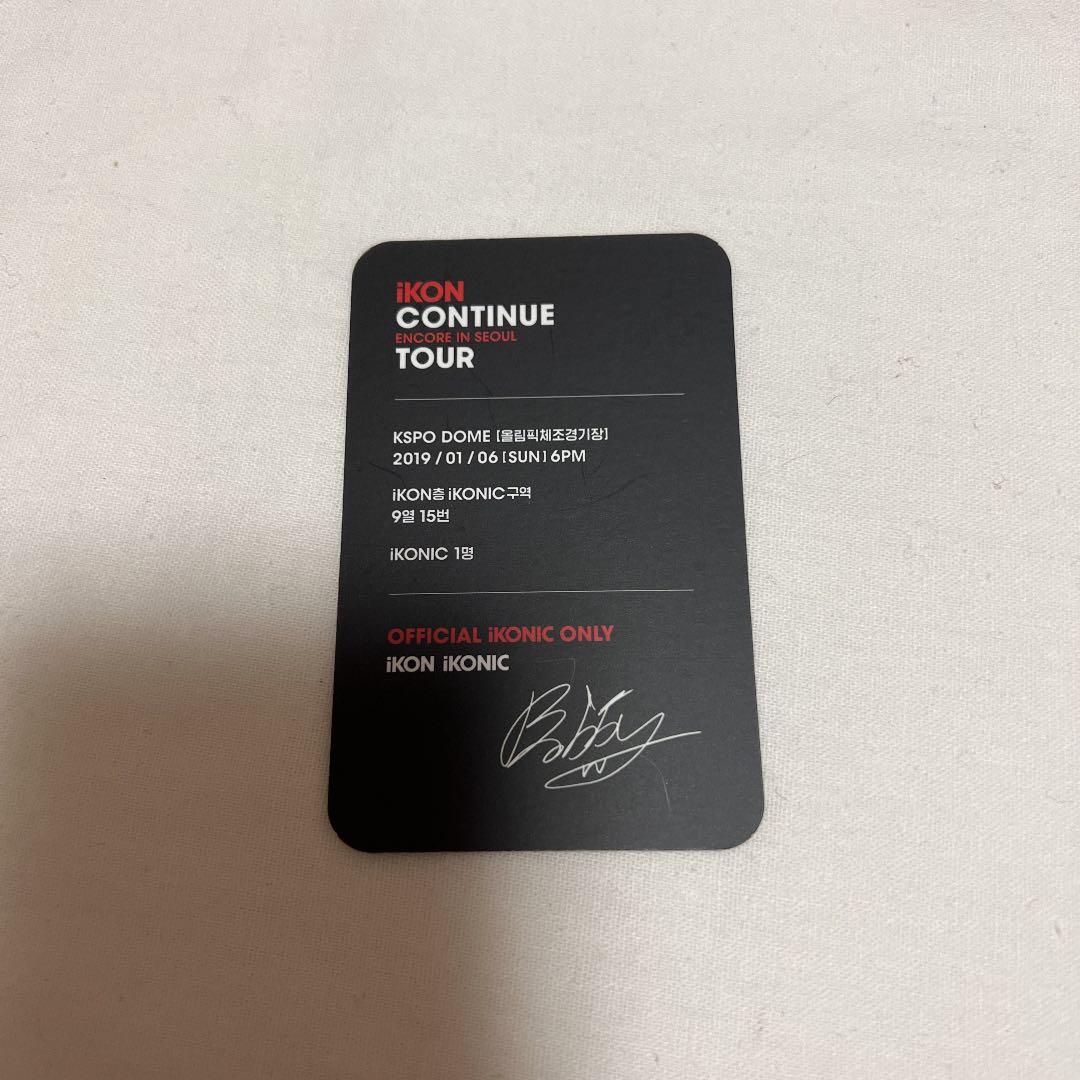 iKON
CONTINUE
ENCORE IN SEOUL
TOUR
KSPO DOME [올림픽체조경기장]
2019 / 01 / 06 [SUN] 6PM
iKON층 iKONIC구역
9열 15번
iKONIC 1명
OFFICIAL iKONIC ONLY
iKON iKONIC
Bobby